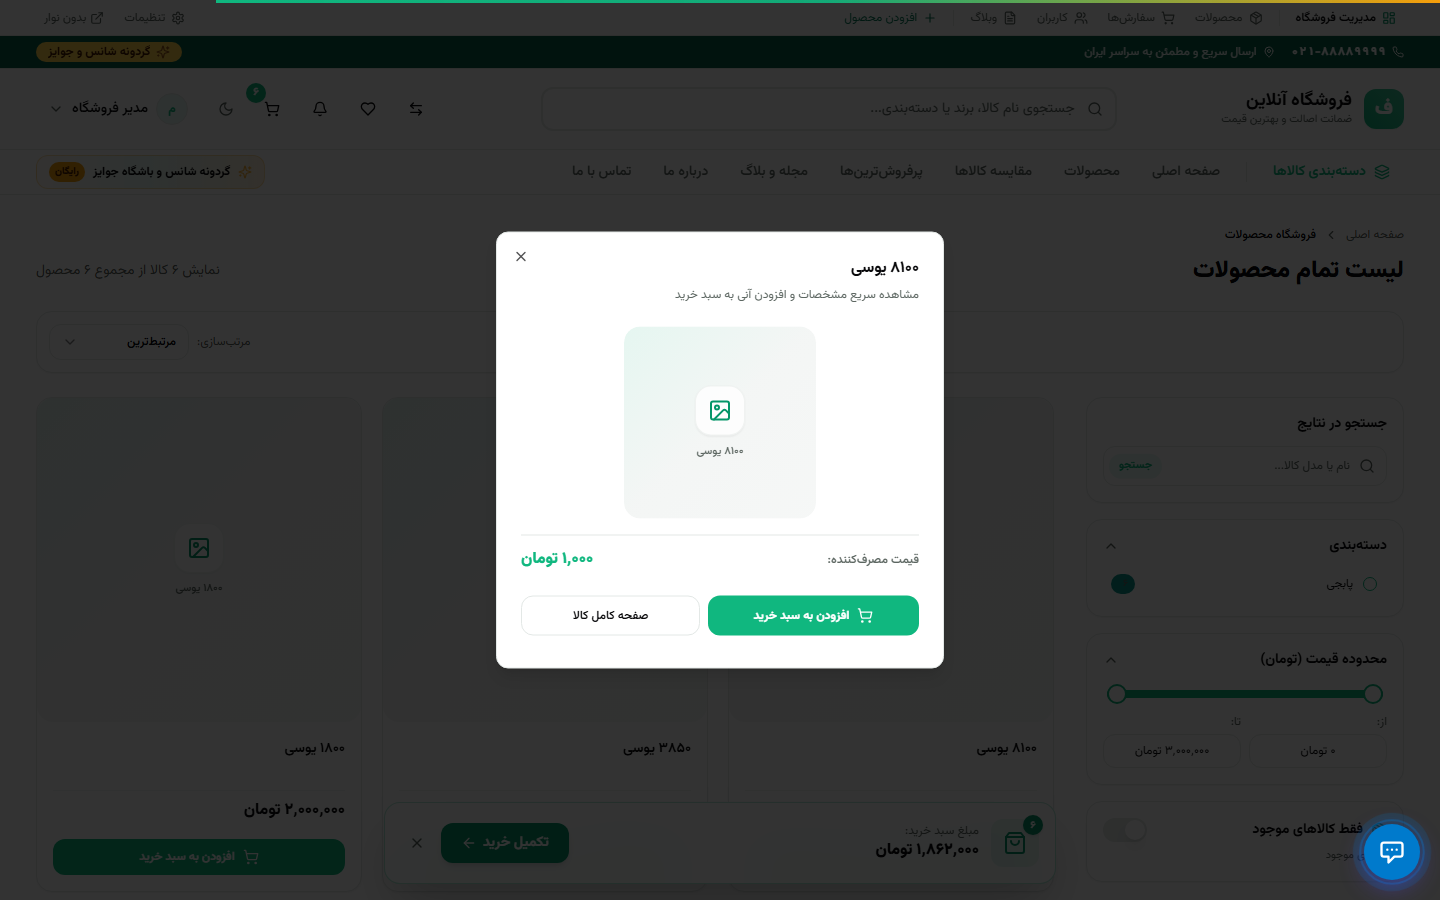 مدیریت فروشگاه
محصولات
سفارش‌ها
کاربران
وبلاگ
افزودن محصول
تنظیمات
بدون نوار
۰۲۱-۸۸۸۸۹۹۹۹
ارسال سریع و مطمئن به سراسر ایران
گردونه شانس و جوایز
ف
فروشگاه آنلاین
ضمانت اصالت و بهترین قیمت
جستجوی نام کالا، برند یا دسته‌بندی...
۶
م
مدیر فروشگاه
دسته‌بندی کالاها
صفحه اصلی
محصولات
مقایسه کالاها
پرفروش‌ترین‌ها
مجله و بلاگ
درباره ما
تماس با ما
گردونه شانس و باشگاه جوایز
رایگان
صفحه اصلی
فروشگاه محصولات
لیست تمام محصولات
نمایش ۶ کالا از مجموع ۶ محصول
مرتب‌سازی:
مرتبط‌ترین
جستجو در نتایج
نام یا مدل کالا...
جستجو
دسته‌بندی
پابجی
محدوده قیمت (تومان)
از:
تا:
۰ تومان
۳,۰۰۰,۰۰۰ تومان
فقط کالاهای موجود
موجود
۸۱۰۰ یوسی
مشاهده سریع مشخصات و افزودن آنی به سبد خرید
۸۱۰۰ یوسی
قیمت مصرف‌کننده:
۱,۰۰۰ تومان
افزودن به سبد خرید
صفحه کامل کالا
۸۱۰۰ یوسی
۳۸۵۰ یوسی
۱۸۰۰ یوسی
۱۸۰۰ یوسی
۲,۰۰۰,۰۰۰ تومان
افزودن به سبد خرید
۶
مبلغ سبد خرید:
۱,۸۶۲,۰۰۰ تومان
تکمیل خرید